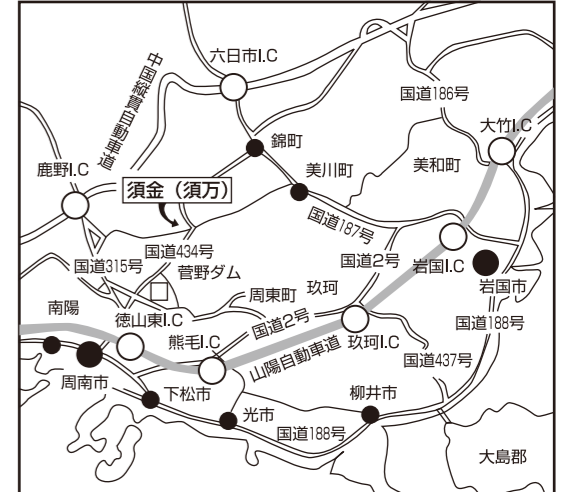 六日市I.C
中国縦貫自動車道
国道186号
大竹I.C
錦町
鹿野I.C
美川町
美和町
須金（須万）
国道187号
国道434号
国道2号
岩国I.C
国道315号
菅野ダム
岩国市
周東町
玖珂
南陽
徳山東I.C
国道2号
国道188号
熊毛I.C
山陽自動車道
玖珂I.C
国道437号
周南市
下松市
柳井市
光市
国道188号
大島郡